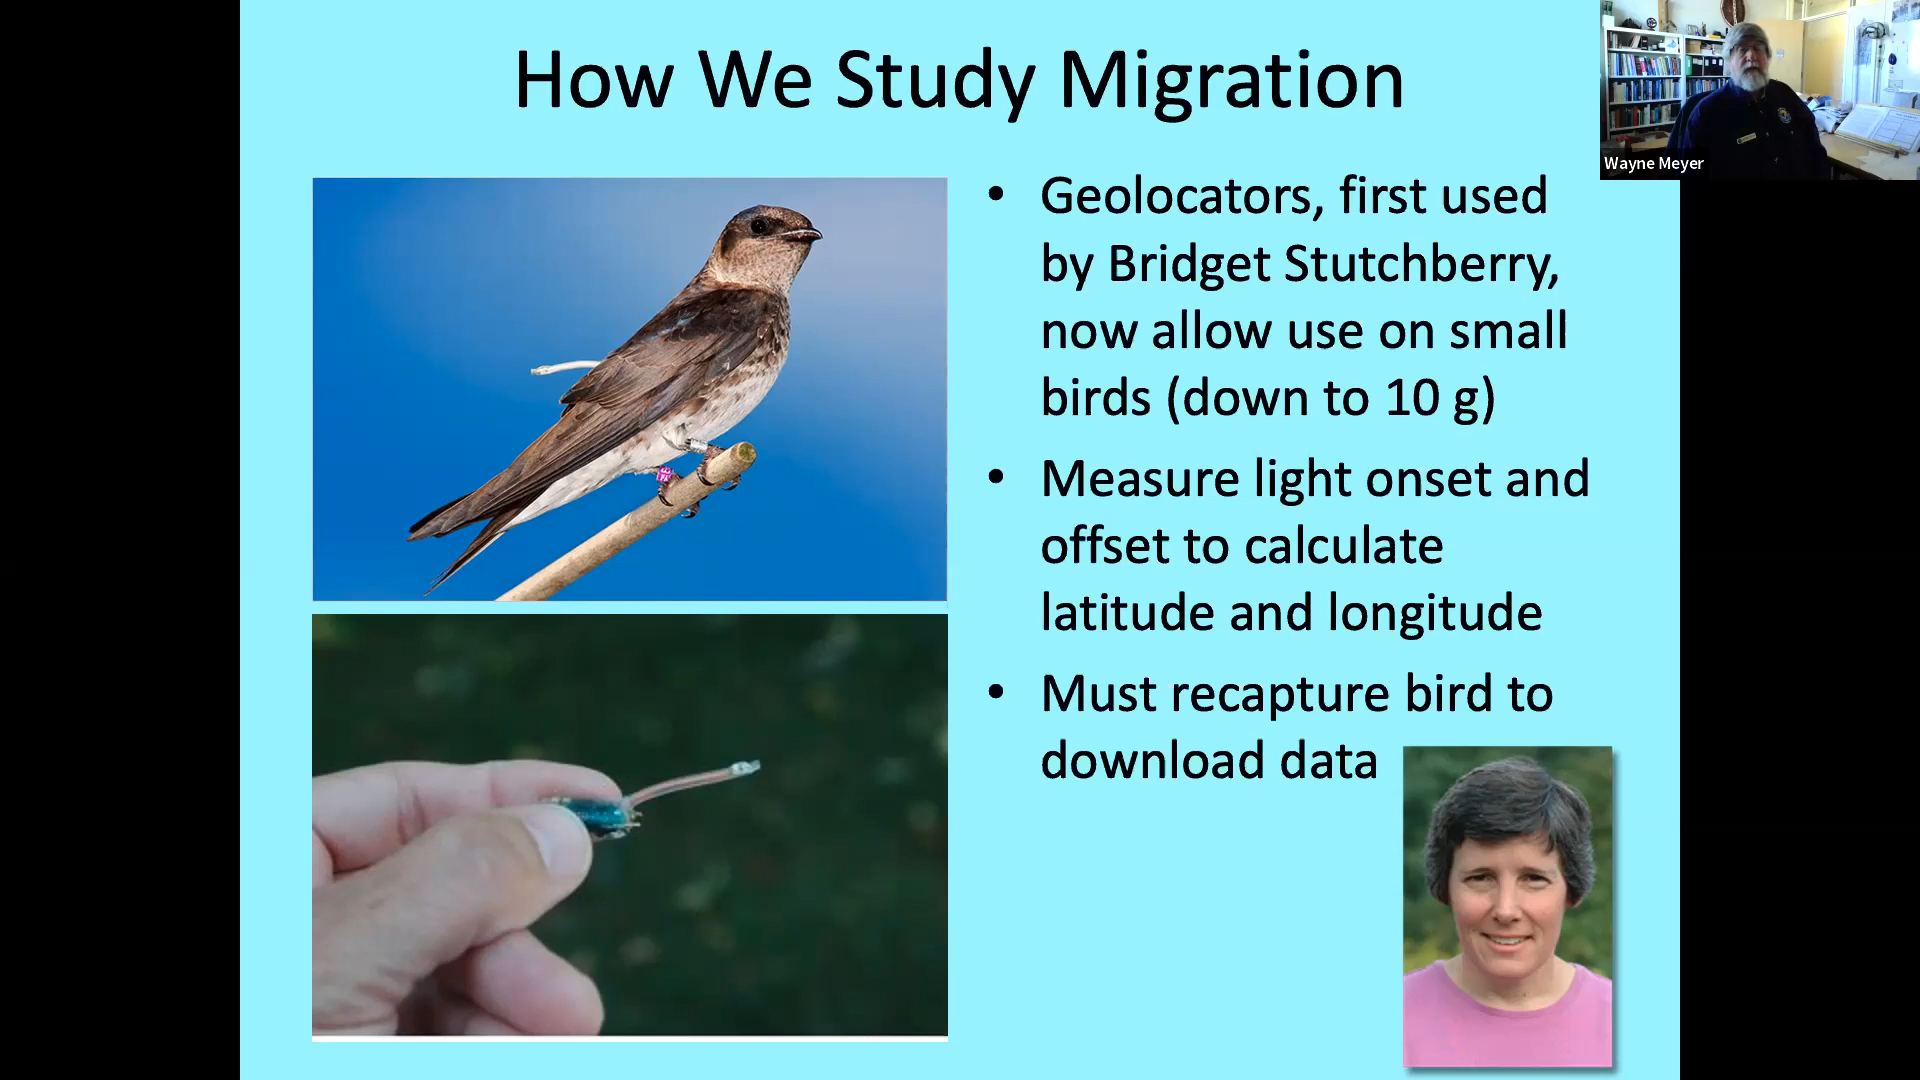 How We Study Migration
Wayne Meyer
• Geolocators, first used
by Bridget Stutchberry,
now allow use on small
birds (down to 10 g)
• Measure light onset and
offset to calculate
latitude and longitude
• Must recapture bird to
download data